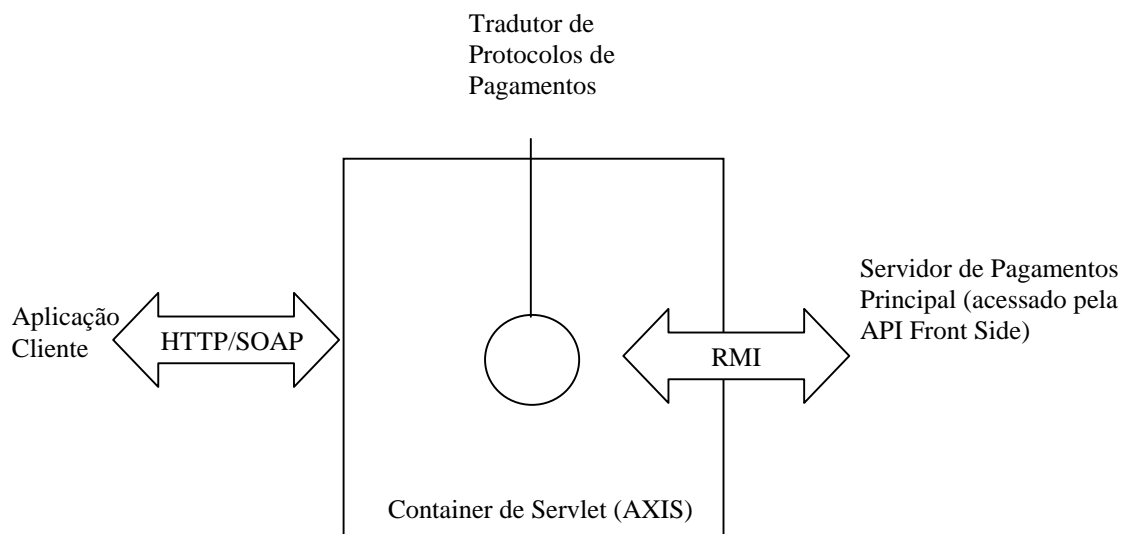 Tradutor de
Protocolos de
Pagamentos
Aplicação
Cliente
HTTP/SOAP
RMI
Servidor de Pagamentos
Principal (acessado pela
API Front Side)
Container de Servlet (AXIS)